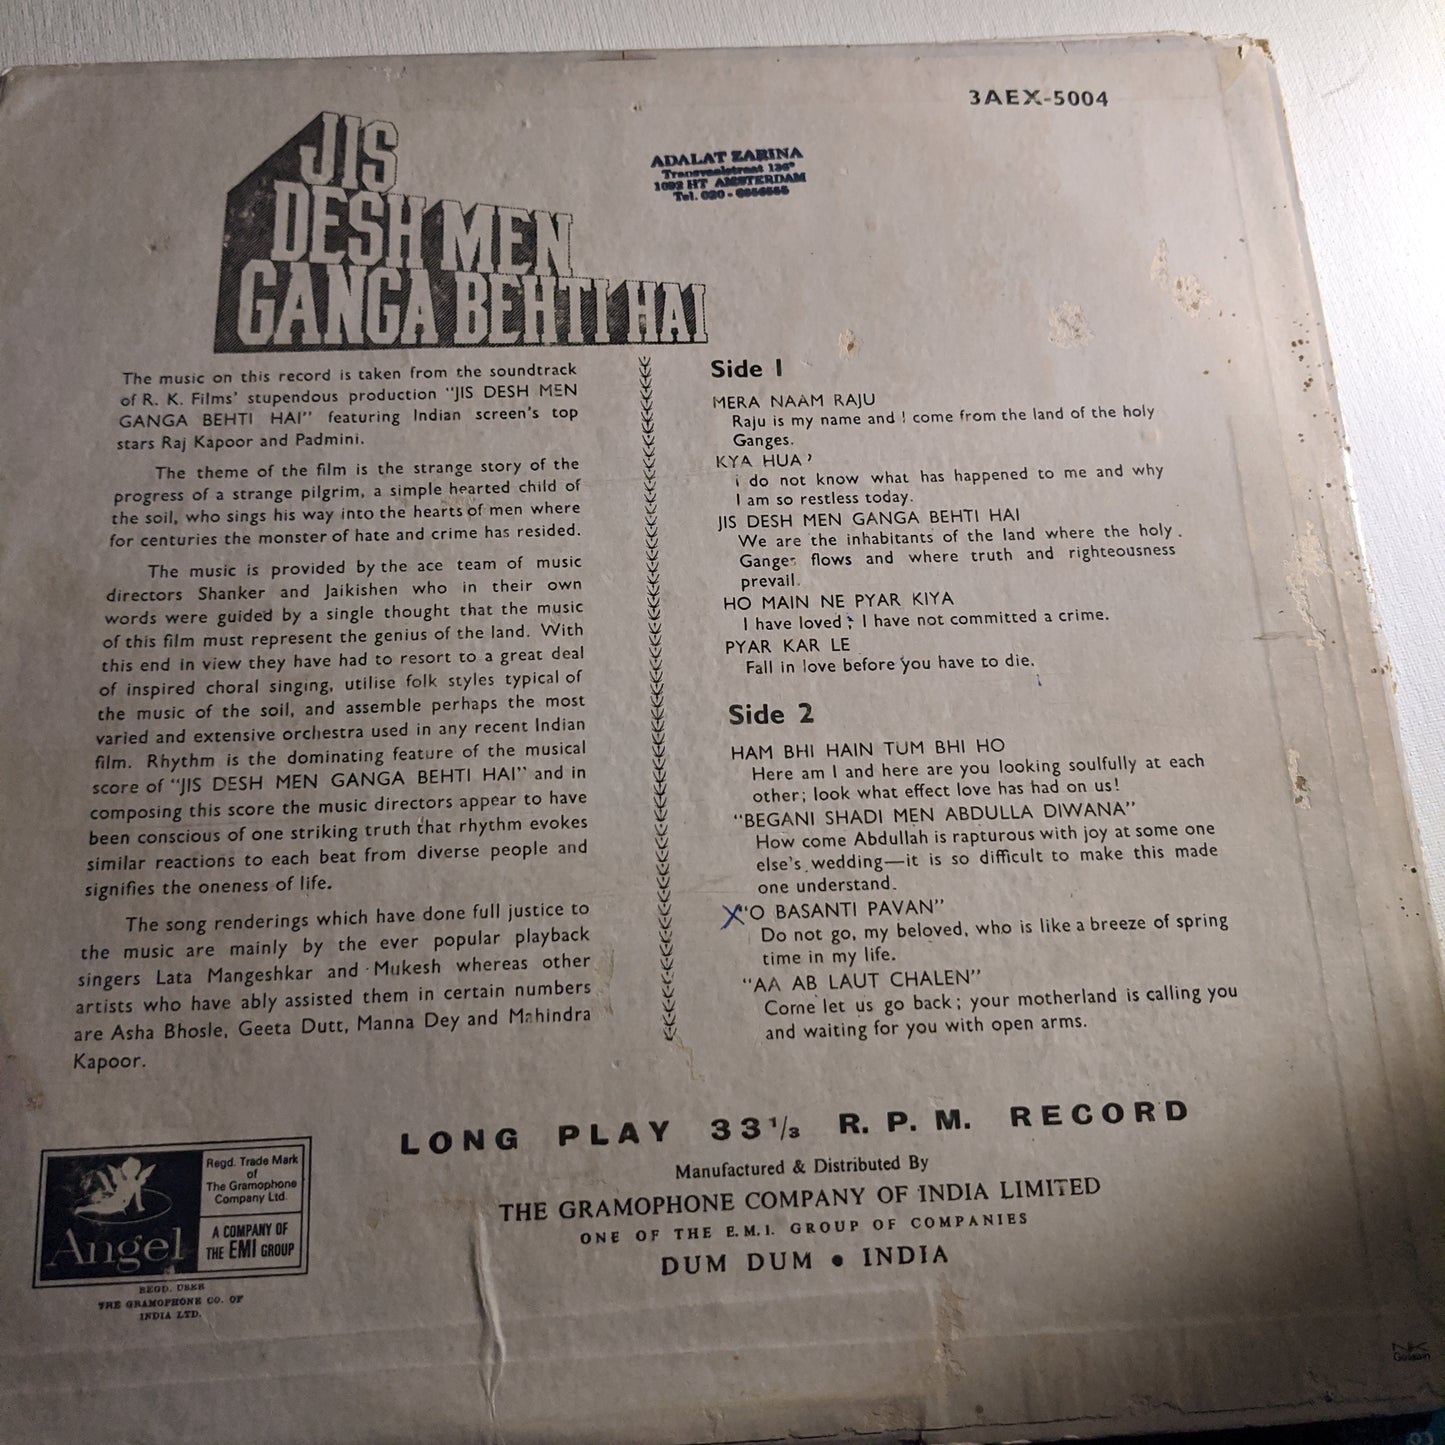 3AEX-5004
JIS
DESH MEN
GANGA BEHTI HAI
ADALAT ZARINA
1092 HT AMSTERDAM
Tel. 020 -
The music on this record is taken from the soundtrack
of R. K. Films' stupendous production "JIS DESH MEN
GANGA BEHTI HAI" featuring Indian screen's top
stars Raj Kapoor and Padmini.
The theme of the film is the strange story of the
progress of a strange pilgrim, a simple hearted child of
the soil, who sings his way into the hearts of men where
for centuries the monster of hate and crime has resided.
The music is provided by the ace team of music
directors Shanker and Jaikishen who in their own
words were guided by a single thought that the music
of this film must represent the genius of the land. With
this end in view they have had to resort to a great deal
of inspired choral singing, utilise folk styles typical of
the music of the soil, and assemble perhaps the most
varied and extensive orchestra used in any recent Indian
film. Rhythm is the dominating feature of the musical
score of "JIS DESH MEN GANGA BEHTI HAI" and in
composing this score the music directors appear to have
been conscious of one striking truth that rhythm evokes
similar reactions to each beat from diverse people and
signifies the oneness of life.
The song renderings which have done full justice to
the music are mainly by the ever popular playback
singers Lata Mangeshkar and Mukesh whereas other
artists who have ably assisted them in certain numbers
are Asha Bhosle, Geeta Dutt, Manna Dey and Mahindra
Kapoor.
Side 1
MERA NAAM RAJU
Raju is my name and I come from the land of the holy
Ganges.
KYA HUA'
i do not know what has happened to me and why
I am so restless today.
JIS DESH MEN GANGA BEHTI HAI
We are the inhabitants of the land where the holy
Ganges flows and where truth and righteousness
prevail.
HO MAIN NE PYAR KIYA
I have loved; I have not committed a crime.
PYAR KAR LE
Fall in love before you have to die.
Side 2
HAM BHI HAIN TUM BHI HO
Here am I and here are you looking soulfully at each
other; look what effect love has had on us!
"BEGANI SHADI MEN ABDULLA DIWANA"
How come Abdullah is rapturous with joy at some one
else's wedding—it is so difficult to make this made
one understand.
X "O BASANTI PAVAN"
Do not go, my beloved, who is like a breeze of spring
time in my life.
"AA AB LAUT CHALEN"
Come let us go back; your motherland is calling you
and waiting for you with open arms.
LONG PLAY 33 1/3 R. P. M. RECORD
Manufactured & Distributed By
THE GRAMOPHONE COMPANY OF INDIA LIMITED
ONE OF THE E.M.I. GROUP OF COMPANIES
DUM DUM • INDIA
Angel
Regd. Trade Mark
of
The Gramophone
Company Ltd.
A COMPANY OF
THE EMI GROUP
REGD. USER
THE GRAMOPHONE CO. OF
INDIA LTD.